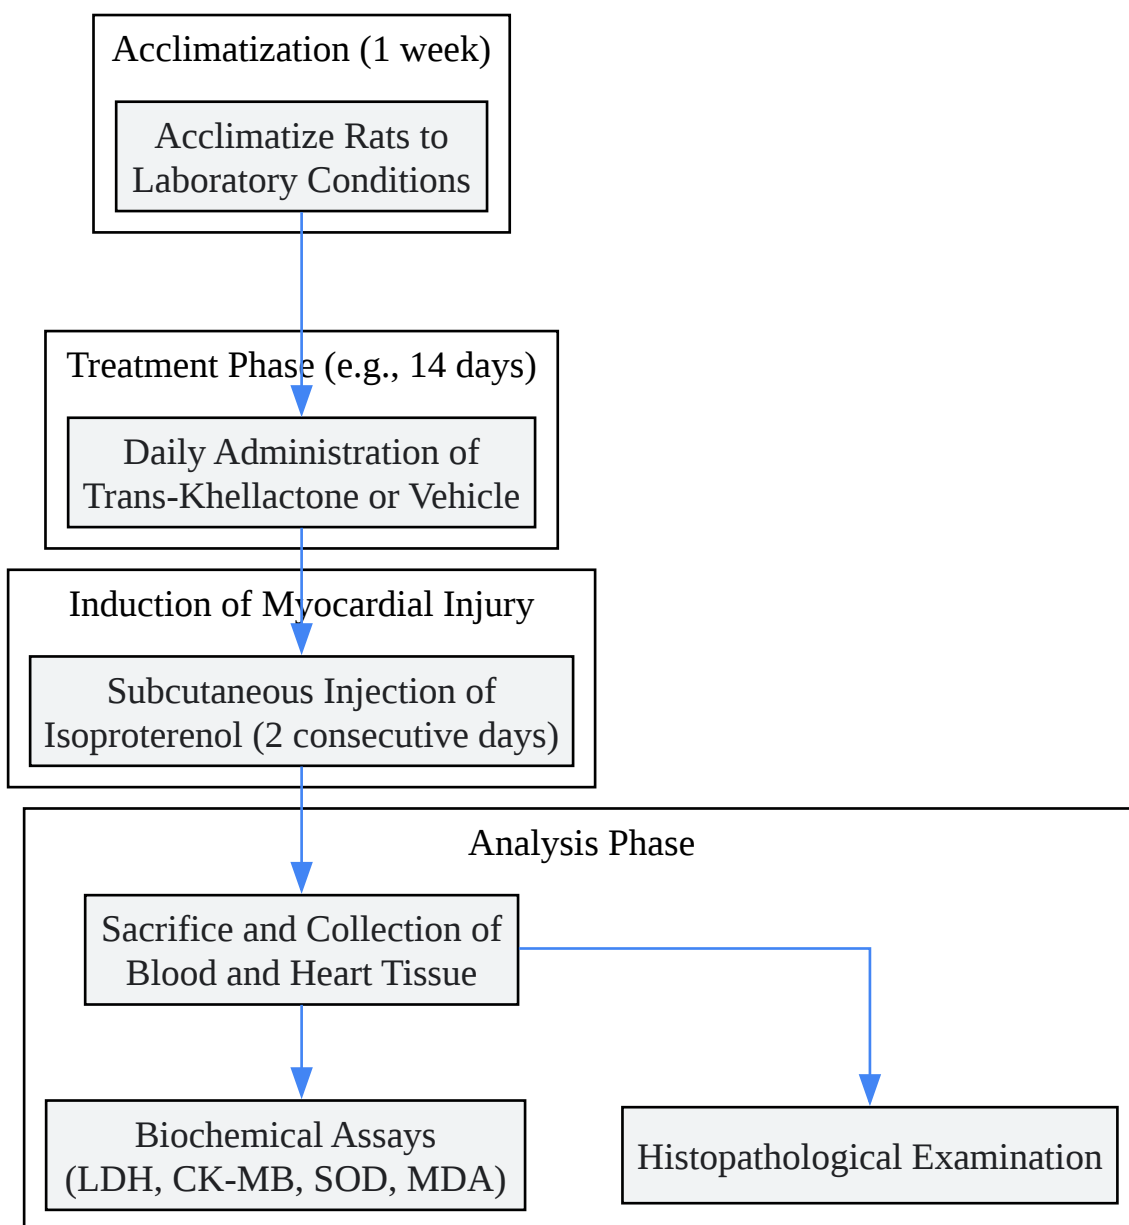 Acclimatization (1 week)
Acclimatize Rats to
Laboratory Conditions
Treatment Phase (e.g., 14 days)
Daily Administration of
Trans-Khellactone or Vehicle
Induction of Myocardial Injury
Subcutaneous Injection of
Isoproterenol (2 consecutive days)
Analysis Phase
Sacrifice and Collection of
Blood and Heart Tissue
Biochemical Assays
(LDH, CK-MB, SOD, MDA)
Histopathological Examination